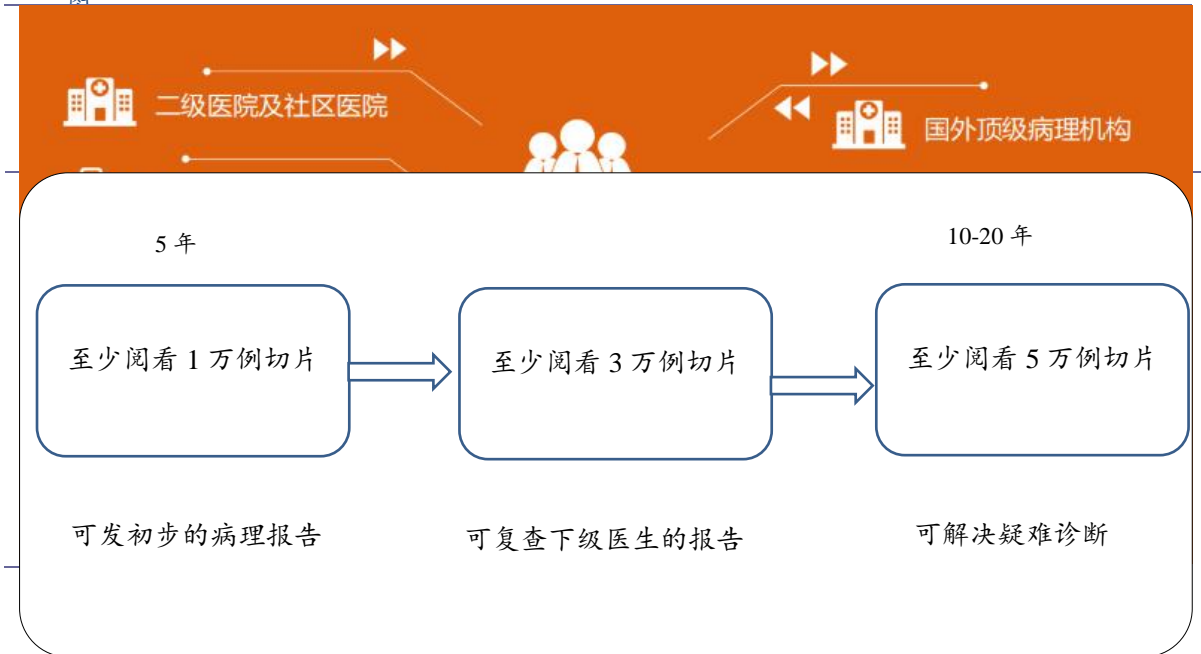 二级医院及社区医院
国外顶级病理机构
5 年
10-20 年
至少阅看 1 万例切片
至少阅看 3 万例切片
至少阅看 5 万例切片
可发初步的病理报告
可复查下级医生的报告
可解决疑难诊断